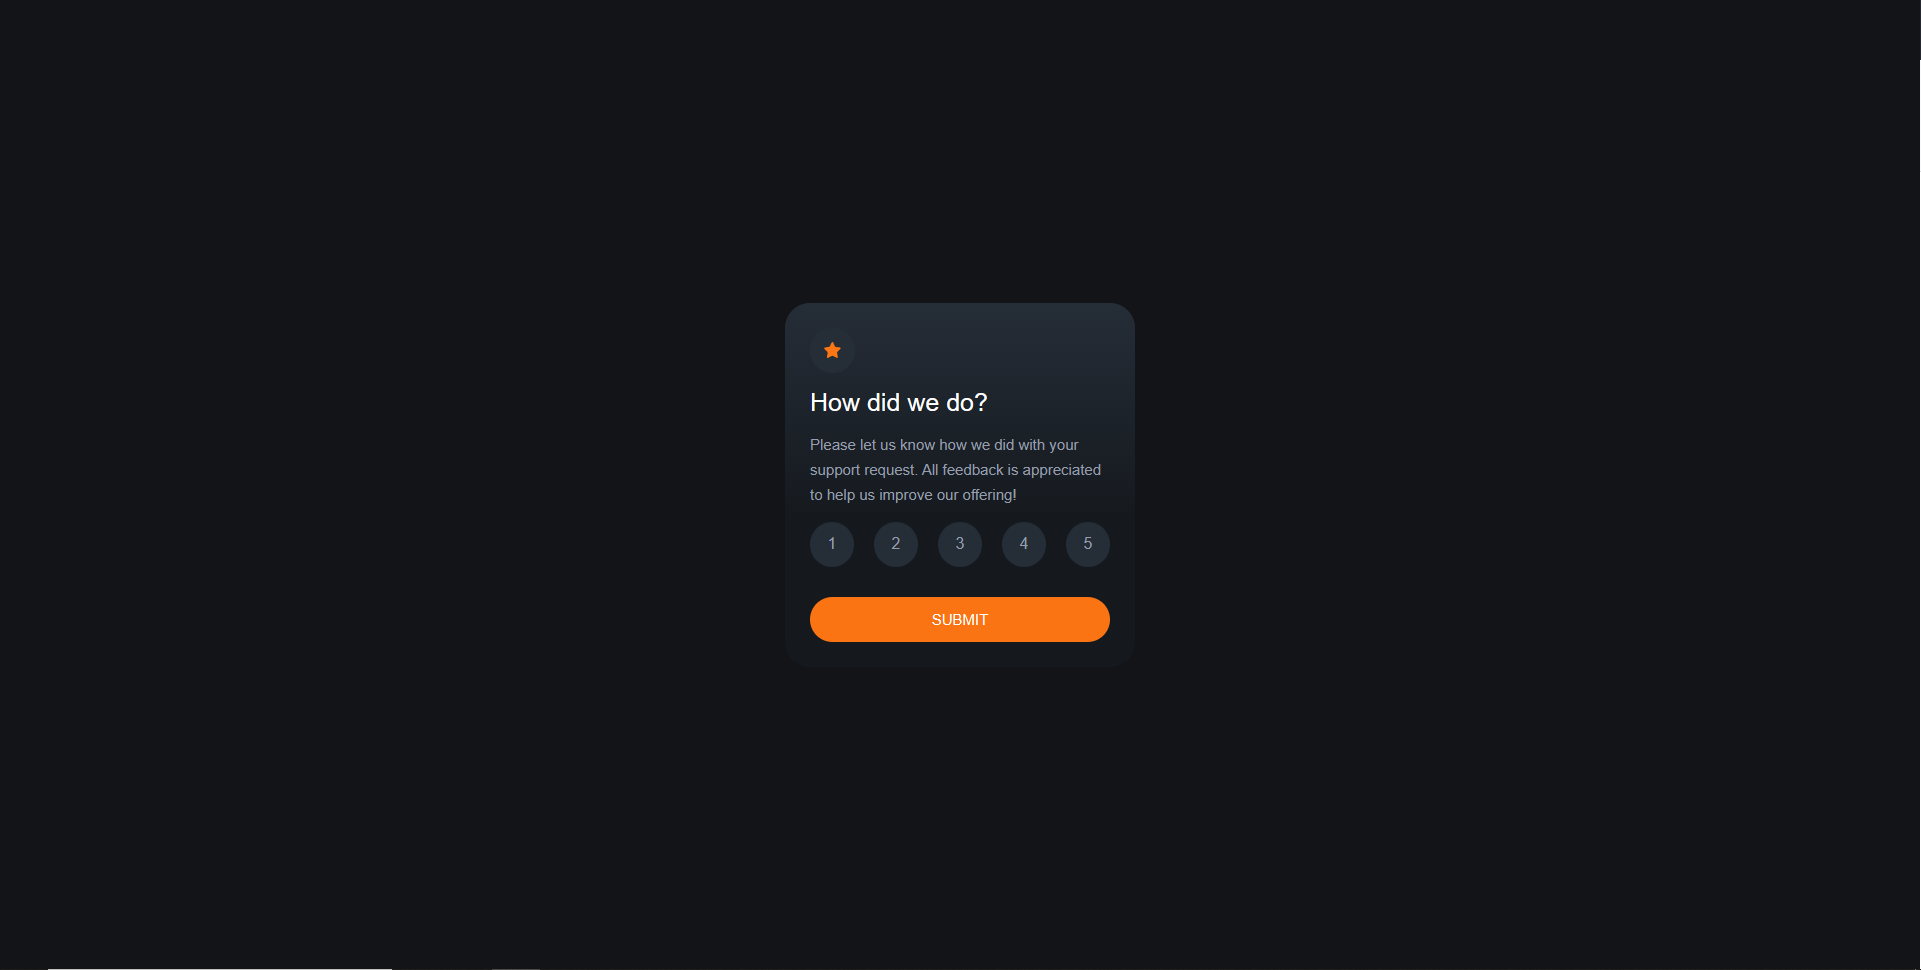 How did we do?
Please let us know how we did with your
support request. All feedback is appreciated
to help us improve our offering!
1 2 3 4 5
SUBMIT